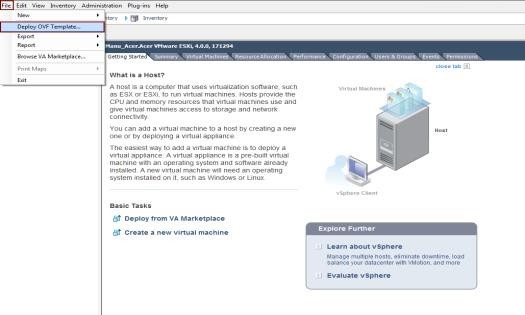 File Edit View Inventory Administration Plug-ins Help
New
Deploy OVF Template...
Export
Report
Browse VA Marketplace...
Print Maps
Exit
Inventory
Manu_Acer.Acer VMware ESXi, 4.0.0, 171294
Getting Started Summary Virtual Machines Resource Allocation Performance Configuration Users & Groups Events Permissions
close tab
What is a Host?
A host is a computer that uses virtualization software, such
as ESX or ESXi, to run virtual machines. Hosts provide the
CPU and memory resources that virtual machines use and
give virtual machines access to storage and network
connectivity.
You can add a virtual machine to a host by creating a new
one or by deploying a virtual appliance.
The easiest way to add a virtual machine is to deploy a
virtual appliance. A virtual appliance is a pre-built virtual
machine with an operating system and software already
installed. A new virtual machine will need an operating
system installed on it, such as Windows or Linux.
Virtual Machines
Host
vSphere Client
Basic Tasks
Deploy from VA Marketplace
Create a new virtual machine
Explore Further
Learn about vSphere
Manage multiple hosts, eliminate downtime, load
balance your datacenter with VMotion, and more
Evaluate vSphere